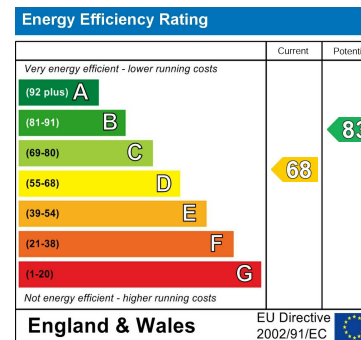 Energy Efficiency Rating
Current Potenti
Very energy efficient - lower running costs
(92 plus) A
(81-91) B
83
(69-80) C
68
(55-68) D
(39-54) E
(21-38) F
(1-20) G
Not energy efficient - higher running costs
England & Wales
EU Directive
2002/91/EC